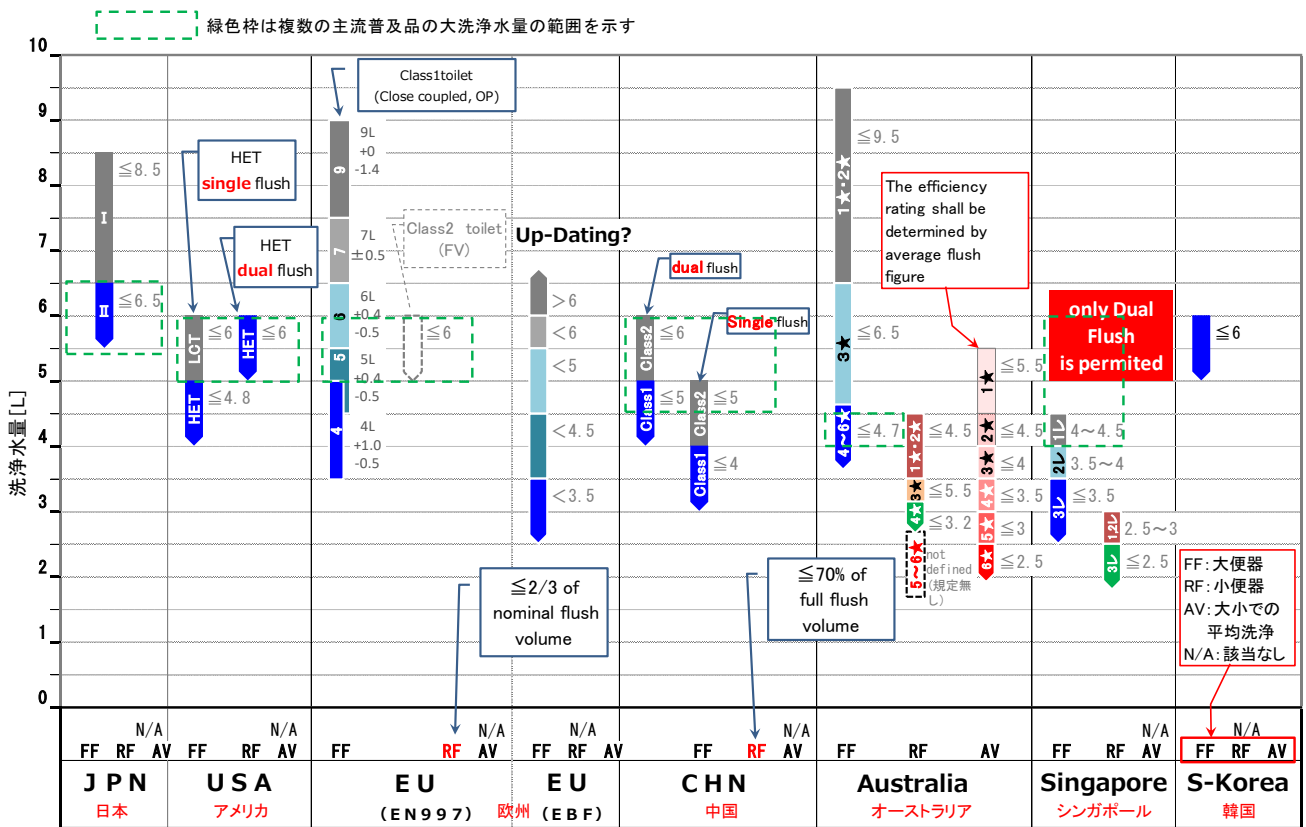 緑色枠は複数の主流普及品の大洗浄水量の範囲を示す
洗浄水量[L]
10
9
8
7
6
5
4
3
2
1
0
≦8.5
Ⅰ
≦6.5
Ⅱ
HET
single flush
HET
dual flush
≦6
LCT
≦6
HET
≦4.8
HET
Class1toilet
(Close coupled, OP)
9
9L
+0
-1.4
7
7L
±0.5
6
6L
+0.4
-0.5
5
5L
+0.4
-0.5
4
4L
+1.0
-0.5
Class2 toilet
(FV)
≦6
≦2/3 of
nominal flush
volume
Up-Dating?
>6
<6
<5
<4.5
<3.5
dual flush
Single flush
Class2
≦6
Class1
≦5
Class2
≦5
Class1
≦4
≦70% of
full flush
volume
1★・2★
≦9.5
3★
≦6.5
4～6★
≦4.7
1★・2★
≦4.5
3★
≦5.5
4★
≦3.2
5～6★
not
defined
(規定無
し)
The efficiency
rating shall be
determined by
average flush
figure
1★
≦5.5
2★
≦4.5
3★
≦4
4★
≦3.5
5★
≦3
6★
≦2.5
only Dual
Flush
is permitted
1レ
4～4.5
2レ
3.5～4
3レ
≦3.5
1,2レ
2.5～3
3レ
≦2.5
≦6
FF：大便器
RF：小便器
AV：大小での
平均洗浄
N/A：該当なし
N/A
FF RF AV
JPN
日本
N/A
FF RF AV
USA
アメリカ
N/A
FF RF AV
EU
(EN997)
欧州
N/A
FF RF AV
EU
(EBF)
N/A
FF RF AV
CHN
中国
FF RF AV
Australia
オーストラリア
N/A
FF RF AV
Singapore
シンガポール
N/A
FF RF AV
S-Korea
韓国